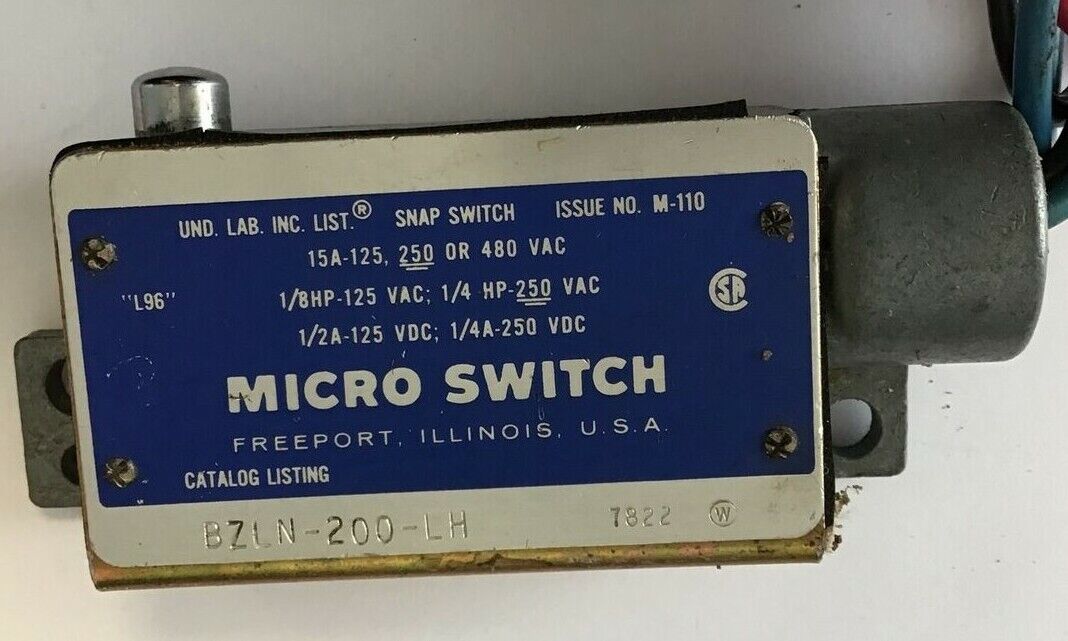 UND. LAB. INC. LIST.® SNAP SWITCH ISSUE NO. M-110
15A-125, 250 OR 480 VAC
"L96" 1/8HP-125 VAC; 1/4 HP-250 VAC
CSA
1/2A-125 VDC; 1/4A-250 VDC
MICRO SWITCH
FREEPORT, ILLINOIS, U.S.A.
CATALOG LISTING
BZLN-200-LH 7822 W